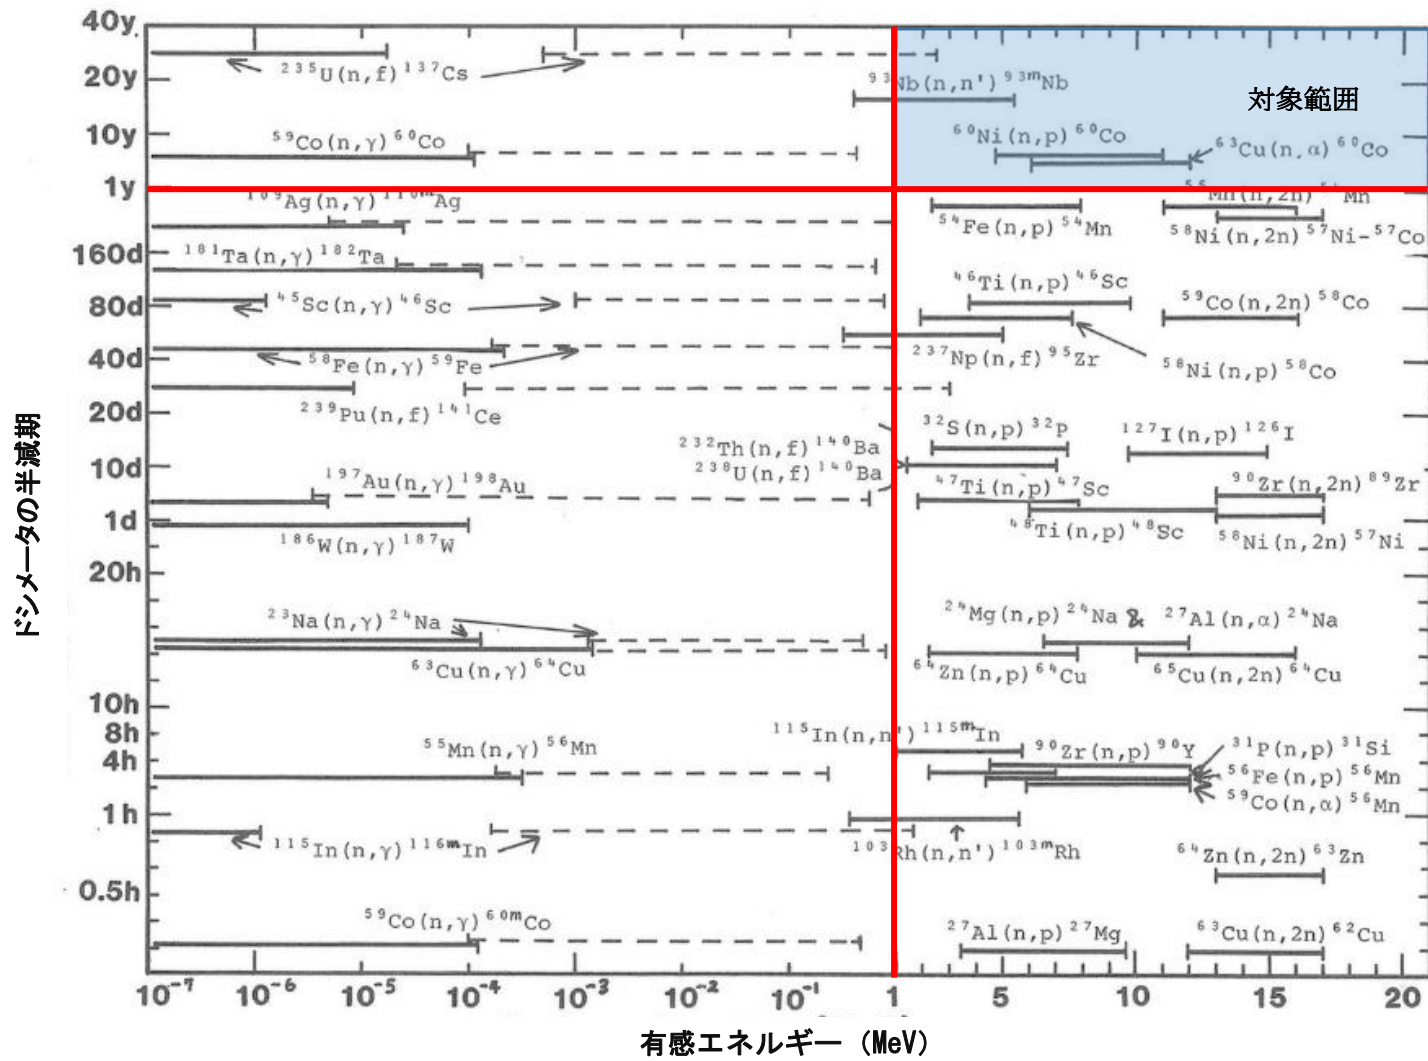 40y
²³⁵U(n,f)¹³⁷Cs
20y
⁹³Nb(n,n')⁹³ᵐNb
対象範囲
10y
⁵⁹Co(n,γ)⁶⁰Co
⁶⁰Ni(n,p)⁶⁰Co
⁶³Cu(n,α)⁶⁰Co
1y
¹⁰⁹Ag(n,γ)¹¹⁰ᵐAg
⁵⁵Mn(n,2n)⁵⁴Mn
⁵⁴Fe(n,p)⁵⁴Mn
⁵⁸Ni(n,2n)⁵⁷Ni-⁵⁷Co
160d
¹⁸¹Ta(n,γ)¹⁸²Ta
⁴⁶Ti(n,p)⁴⁶Sc
80d
⁴⁵Sc(n,γ)⁴⁶Sc
⁵⁹Co(n,2n)⁵⁸Co
40d
⁵⁸Fe(n,γ)⁵⁹Fe
²³⁷Np(n,f)⁹⁵Zr
⁵⁸Ni(n,p)⁵⁸Co
²³⁹Pu(n,f)¹⁴¹Ce
20d
³²S(n,p)³²P
¹²⁷I(n,p)¹²⁶I
²³²Th(n,f)¹⁴⁰Ba
10d
²³⁸U(n,f)¹⁴⁰Ba
¹⁹⁷Au(n,γ)¹⁹⁸Au
⁴⁷Ti(n,p)⁴⁷Sc
⁹⁰Zr(n,2n)⁸⁹Zr
1d
¹⁸⁶W(n,γ)¹⁸⁷W
⁴⁸Ti(n,p)⁴⁸Sc
⁵⁸Ni(n,2n)⁵⁷Ni
20h
²³Na(n,γ)²⁴Na
²⁴Mg(n,p)²⁴Na & ²⁷Al(n,α)²⁴Na
⁶³Cu(n,γ)⁶⁴Cu
⁶⁴Zn(n,p)⁶⁴Cu
⁶⁵Cu(n,2n)⁶⁴Cu
10h
8h
¹¹⁵In(n,n')¹¹⁵ᵐIn
⁵⁵Mn(n,γ)⁵⁶Mn
⁹⁰Zr(n,p)⁹⁰Y
³¹P(n,p)³¹Si
4h
⁵⁶Fe(n,p)⁵⁶Mn
⁵⁹Co(n,α)⁵⁶Mn
1h
¹¹⁵In(n,γ)¹¹⁶ᵐIn
¹⁰³Rh(n,n')¹⁰³ᵐRh
⁶⁴Zn(n,2n)⁶³Zn
0.5h
⁵⁹Co(n,γ)⁶⁰ᵐCo
²⁷Al(n,p)²⁷Mg
⁶³Cu(n,2n)⁶²Cu
10⁻⁷ 10⁻⁶ 10⁻⁵ 10⁻⁴ 10⁻³ 10⁻² 10⁻¹ 1 5 10 15 20
有感エネルギー (MeV)
ドシメータの半減期